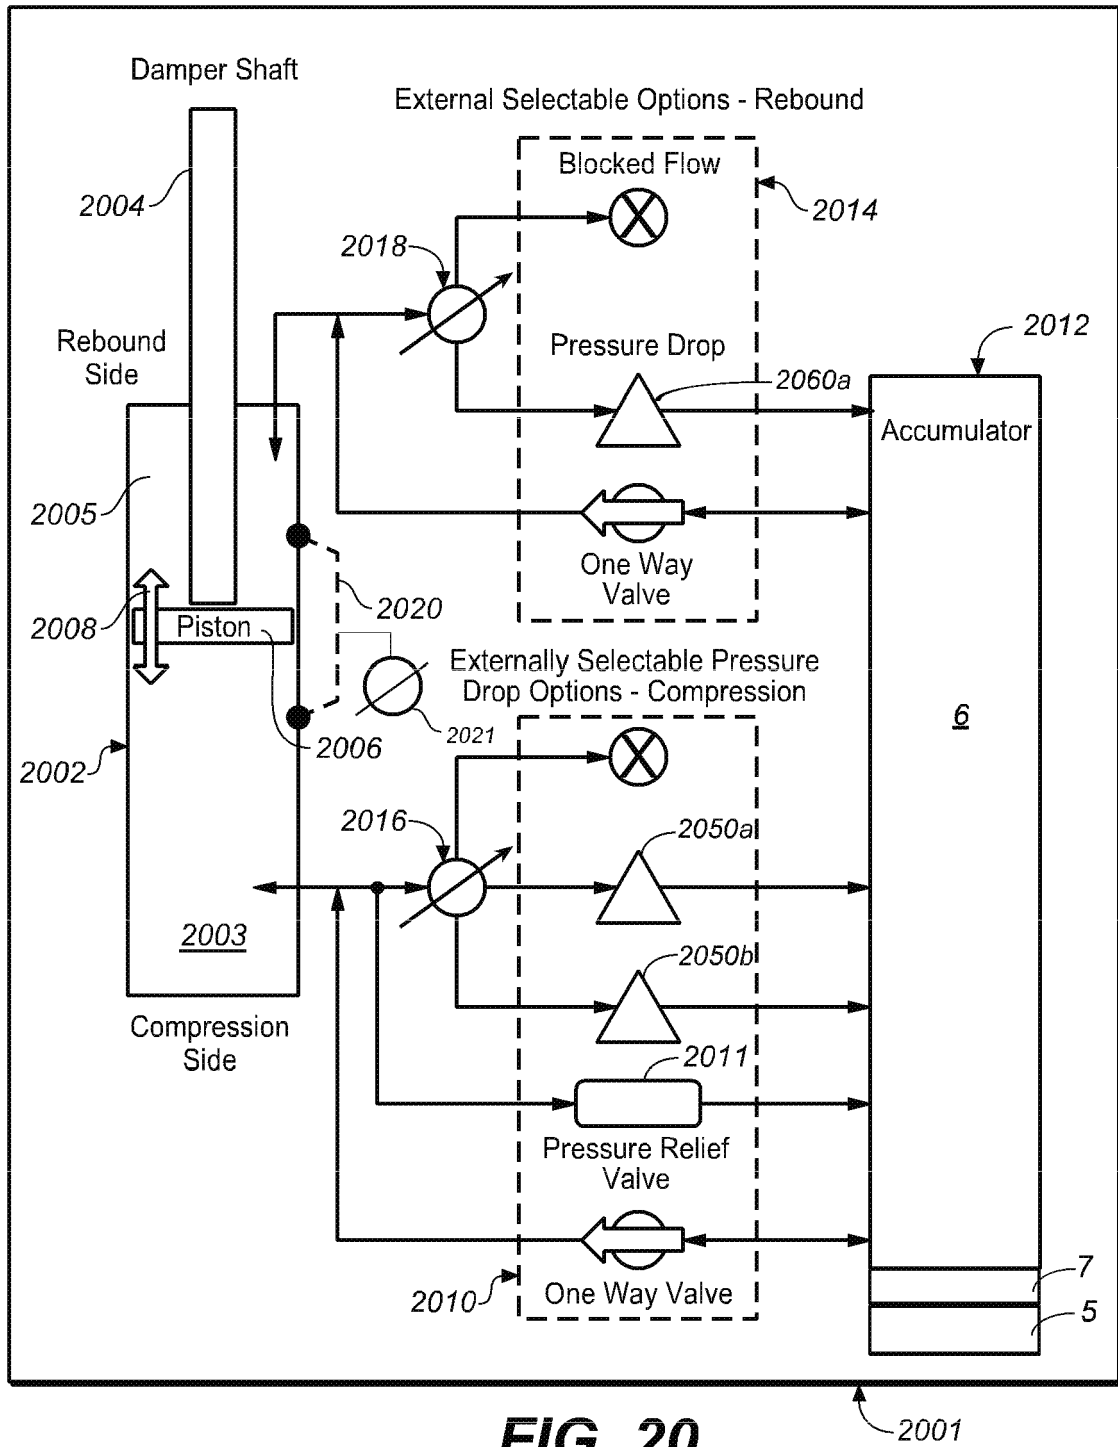 Damper Shaft
External Selectable Options - Rebound
Blocked Flow
2004
2014
2018
2012
Rebound
Side
Pressure Drop
2060a
Accumulator
2005
One Way
Valve
2020
2008
Piston
Externally Selectable Pressure
Drop Options - Compression
6
2021
2006
2002
2016
2050a
2003
2050b
Compression
Side
2011
Pressure Relief
Valve
7
2010
One Way Valve
5
2001
FIG. 20